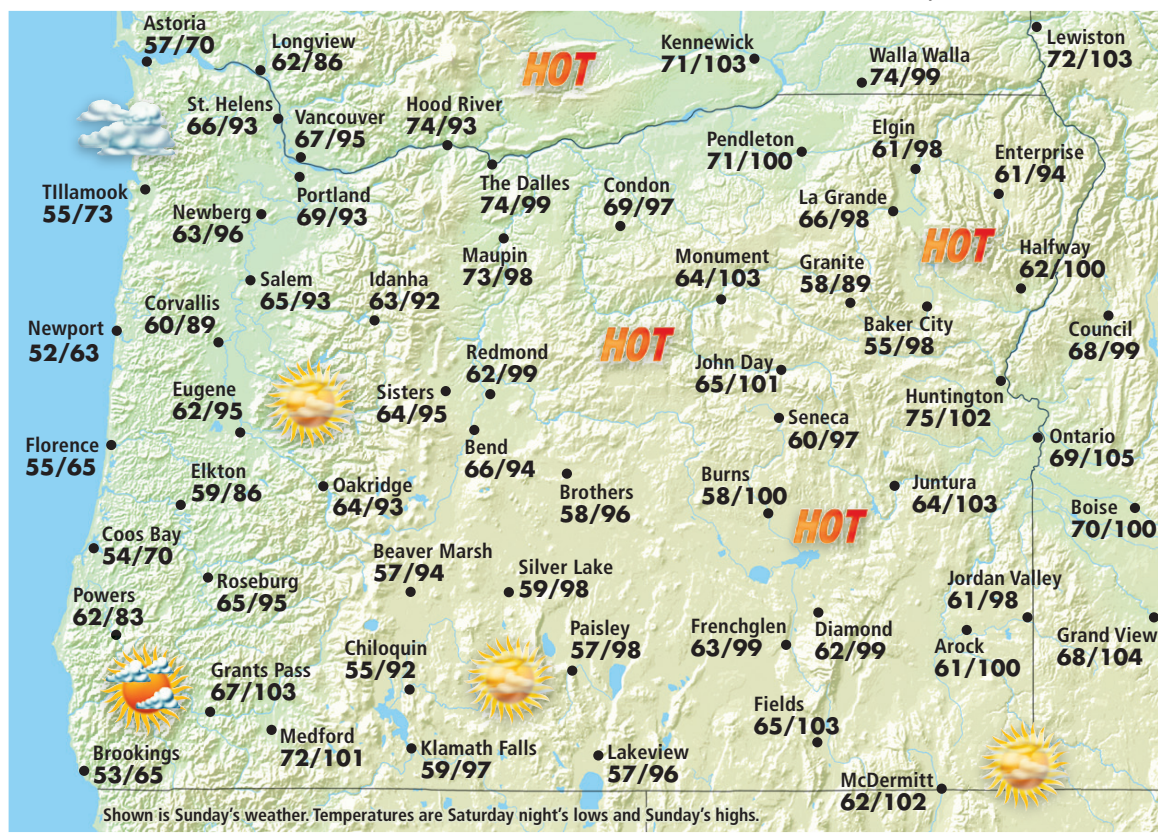 Astoria
57/70
Longview
62/86
HOT
Kennewick
71/103
Walla Walla
74/99
Lewiston
72/103
St. Helens
66/93
Vancouver
67/95
Hood River
74/93
Pendleton
71/100
Elgin
61/98
Enterprise
61/94
TIllamook
55/73
Newberg
63/96
Portland
69/93
The Dalles
74/99
Condon
69/97
La Grande
66/98
HOT
Maupin
73/98
Monument
64/103
Granite
58/89
Halfway
62/100
Salem
65/93
Idanha
63/92
Corvallis
60/89
Newport
52/63
HOT
Baker City
55/98
Council
68/99
Redmond
62/99
John Day
65/101
Eugene
62/95
Sisters
64/95
Huntington
75/102
Seneca
60/97
Florence
55/65
Bend
66/94
Ontario
69/105
Elkton
59/86
Oakridge
64/93
Brothers
58/96
Burns
58/100
Juntura
64/103
Boise
70/100
HOT
Coos Bay
54/70
Beaver Marsh
57/94
Silver Lake
59/98
Roseburg
65/95
Jordan Valley
61/98
Powers
62/83
Paisley
57/98
Frenchglen
63/99
Diamond
62/99
Arock
61/100
Grand View
68/104
Chiloquin
55/92
Grants Pass
67/103
Fields
65/103
Medford
72/101
Klamath Falls
59/97
Lakeview
57/96
Brookings
53/65
McDermitt
62/102
Shown is Sunday's weather. Temperatures are Saturday night's lows and Sunday's highs.